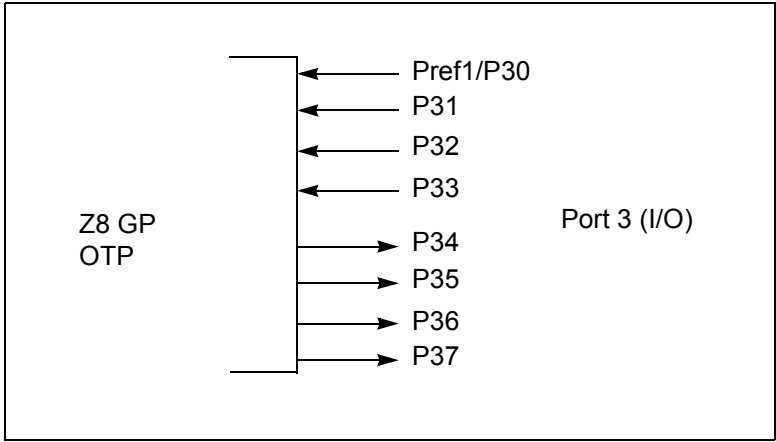 Pref1/P30
P31
P32
P33
Z8 GP
OTP
Port 3 (I/O)
P34
P35
P36
P37